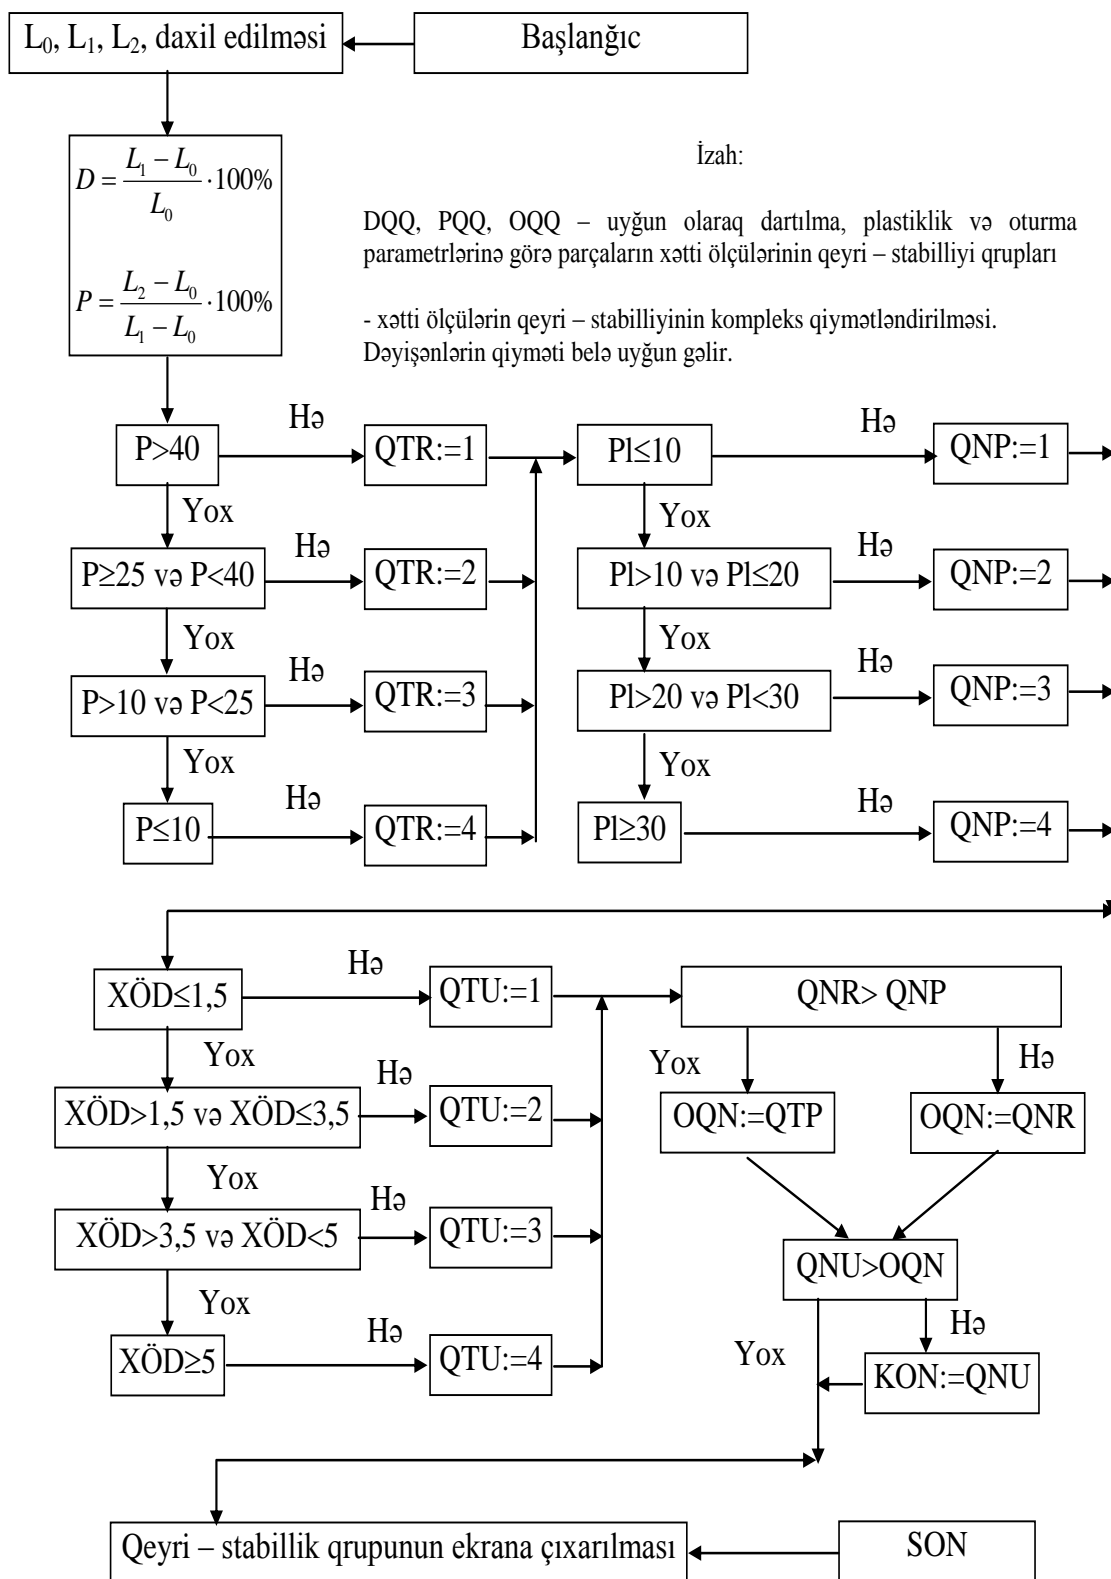 L₀, L₁, L₂, daxil edilməsi
Başlanğıc
D = (L₁ − L₀) / L₀ · 100%
P = (L₂ − L₀) / (L₁ − L₀) · 100%
İzah:
DQQ, PQQ, OQQ – uyğun olaraq dartılma, plastiklik və oturma
parametrlərinə görə parçaların xətti ölçülərinin qeyri – stabilliyi qrupları
- xətti ölçülərin qeyri – stabilliyinin kompleks qiymətləndirilməsi.
Dəyişənlərin qiyməti belə uyğun gəlir.
P>40
Hə
QTR:=1
Pl≤10
Hə
QNP:=1
Yox
Yox
P≥25 və P<40
Hə
QTR:=2
Pl>10 və Pl≤20
Hə
QNP:=2
Yox
Yox
P>10 və P<25
Hə
QTR:=3
Pl>20 və Pl<30
Hə
QNP:=3
Yox
Yox
P≤10
Hə
QTR:=4
Pl≥30
Hə
QNP:=4
XÖD≤1,5
Hə
QTU:=1
QNR> QNP
Yox
Yox
Hə
XÖD>1,5 və XÖD≤3,5
Hə
QTU:=2
OQN:=QTP
OQN:=QNR
Yox
XÖD>3,5 və XÖD<5
Hə
QTU:=3
QNU>OQN
Yox
Hə
XÖD≥5
Hə
QTU:=4
Yox
KON:=QNU
Qeyri – stabillik qrupunun ekrana çıxarılması
SON